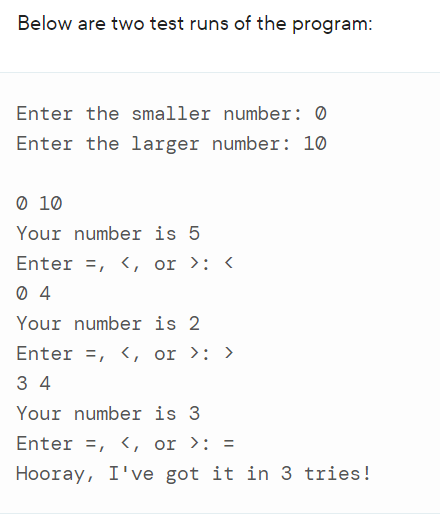 Below are two test runs of the program:
Enter the smaller number: 0
Enter the larger number: 10
0 10
Your number is 5
Enter =, <, or >: <
0 4
Your number is 2
Enter =, <, or >: >
3 4
Your number is 3
Enter =, <, or >: =
Hooray, I've got it in 3 tries!